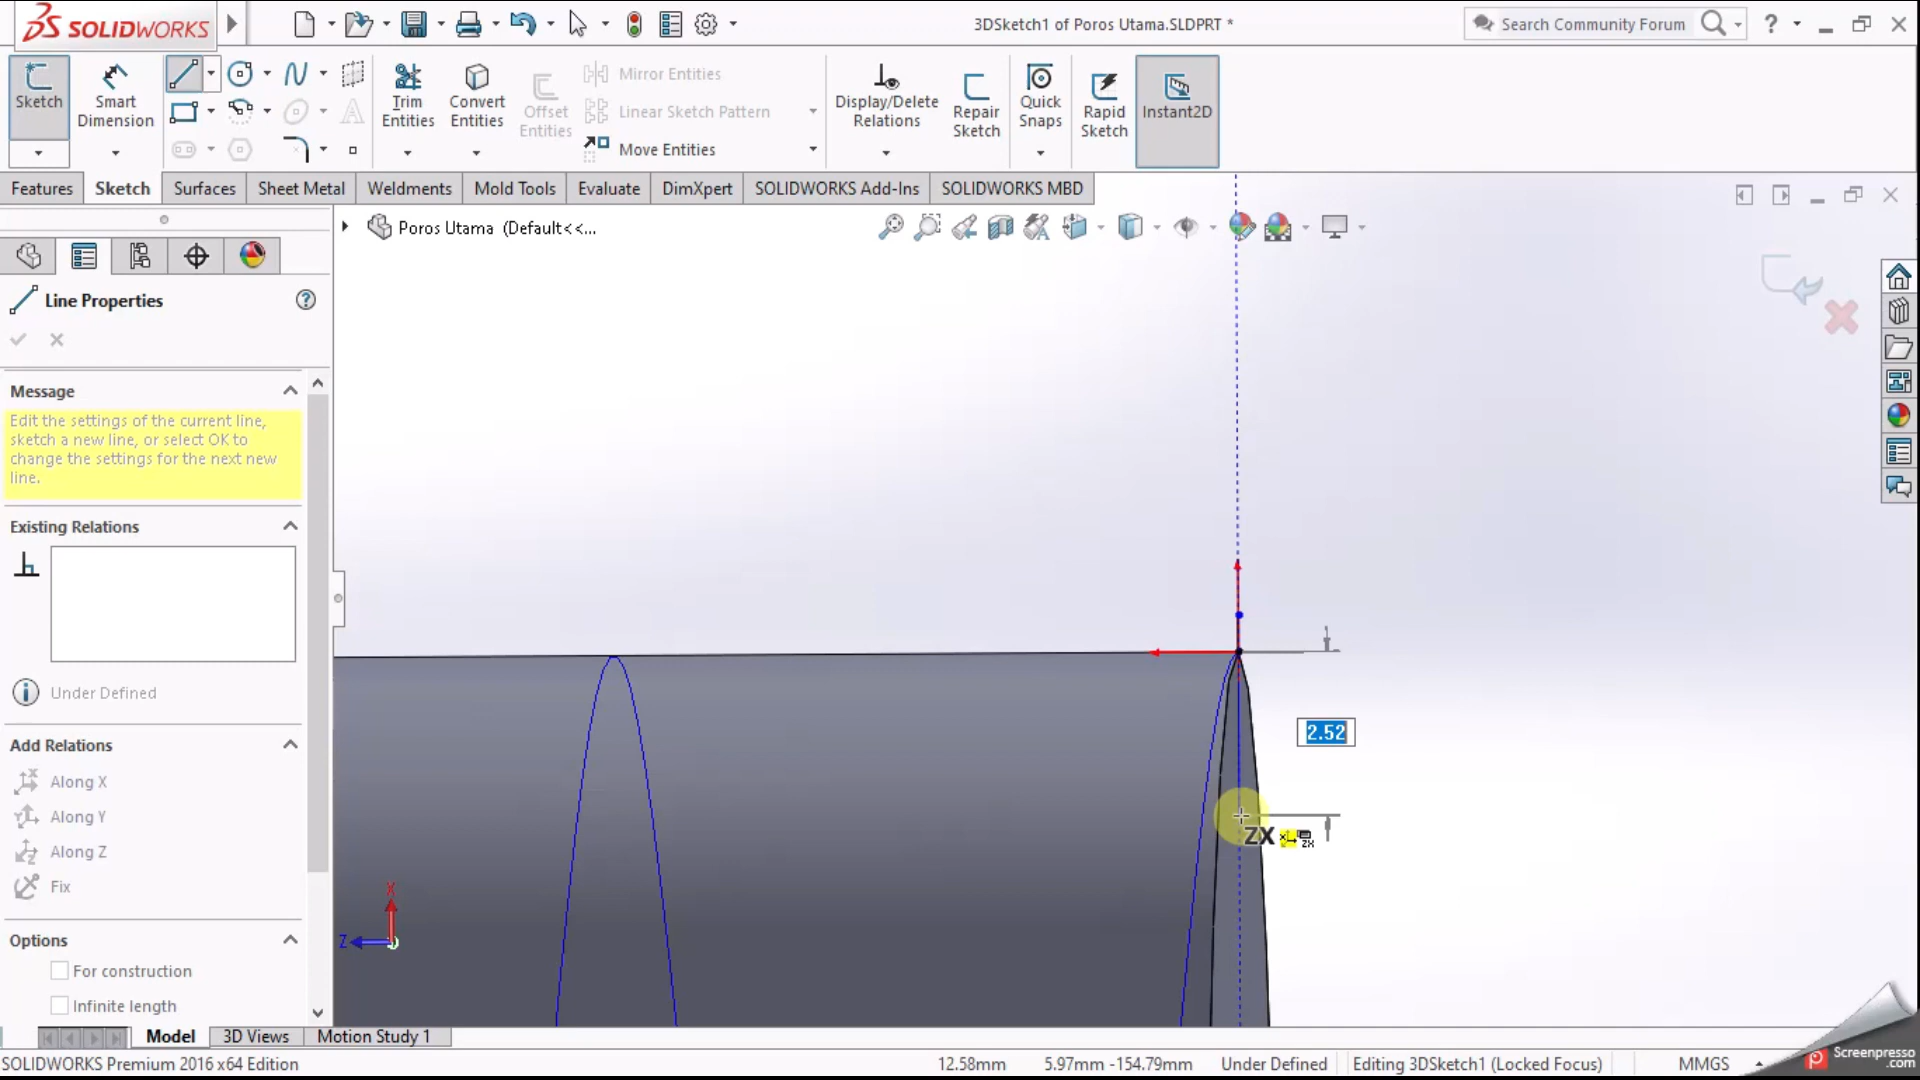 SOLIDWORKS
3DSketch1 of Poros Utama.SLDPRT *
Search Community Forum
?
Sketch
Smart
Dimension
Trim
Entities
Convert
Entities
Offset
Entities
Mirror Entities
Linear Sketch Pattern
Move Entities
Display/Delete
Relations
Repair
Sketch
Quick
Snaps
Rapid
Sketch
Instant2D
Features
Sketch
Surfaces
Sheet Metal
Weldments
Mold Tools
Evaluate
DimXpert
SOLIDWORKS Add-Ins
SOLIDWORKS MBD
Poros Utama (Default<<...
Line Properties
?
Message
Edit the settings of the current line,
sketch a new line, or select OK to
change the settings for the next new
line.
Existing Relations
Under Defined
Add Relations
Along X
Along Y
Along Z
Fix
Options
For construction
Infinite length
2.52
ZX
ZX
X
Z
Model
3D Views
Motion Study 1
SOLIDWORKS Premium 2016 x64 Edition
12.58mm
5.97mm -154.79mm
Under Defined
Editing 3DSketch1 (Locked Focus)
MMGS
Screenpresso
.com